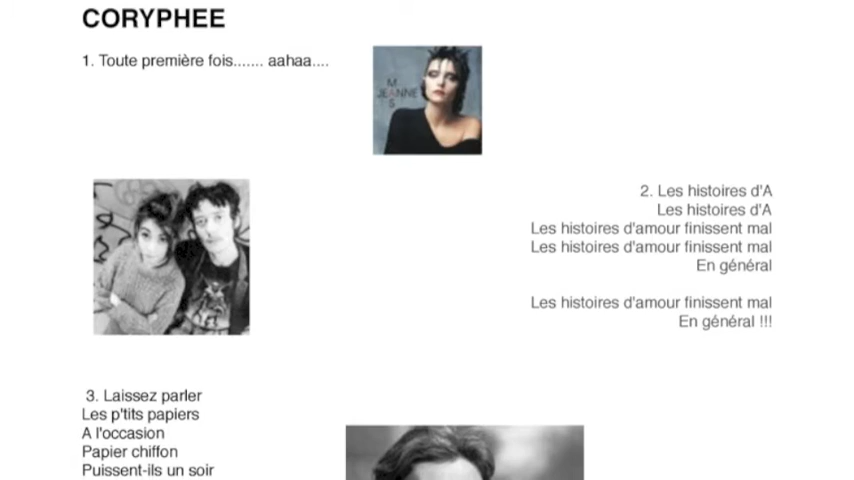 CORYPHEE
1. Toute première fois....... aahaa....
M
JEANNE
S
2. Les histoires d'A
Les histoires d'A
Les histoires d'amour finissent mal
Les histoires d'amour finissent mal
En général
Les histoires d'amour finissent mal
En général !!!
3. Laissez parler
Les p'tits papiers
A l'occasion
Papier chiffon
Puissent-ils un soir